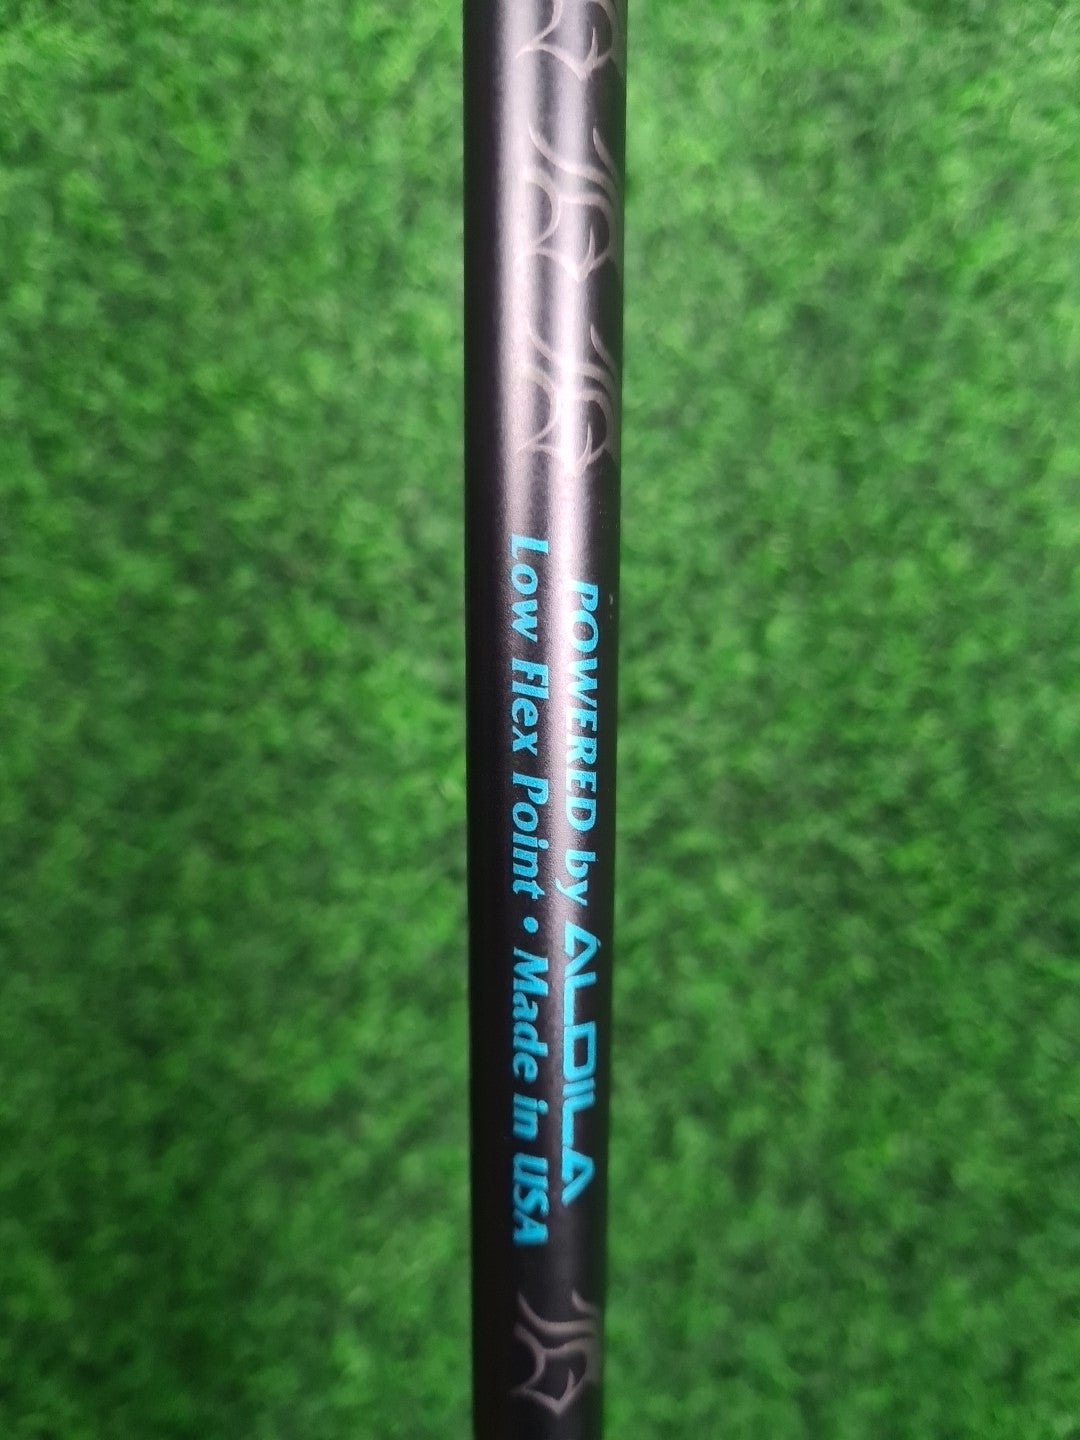 POWERED by ALDILA
Low Flex Point • Made in USA